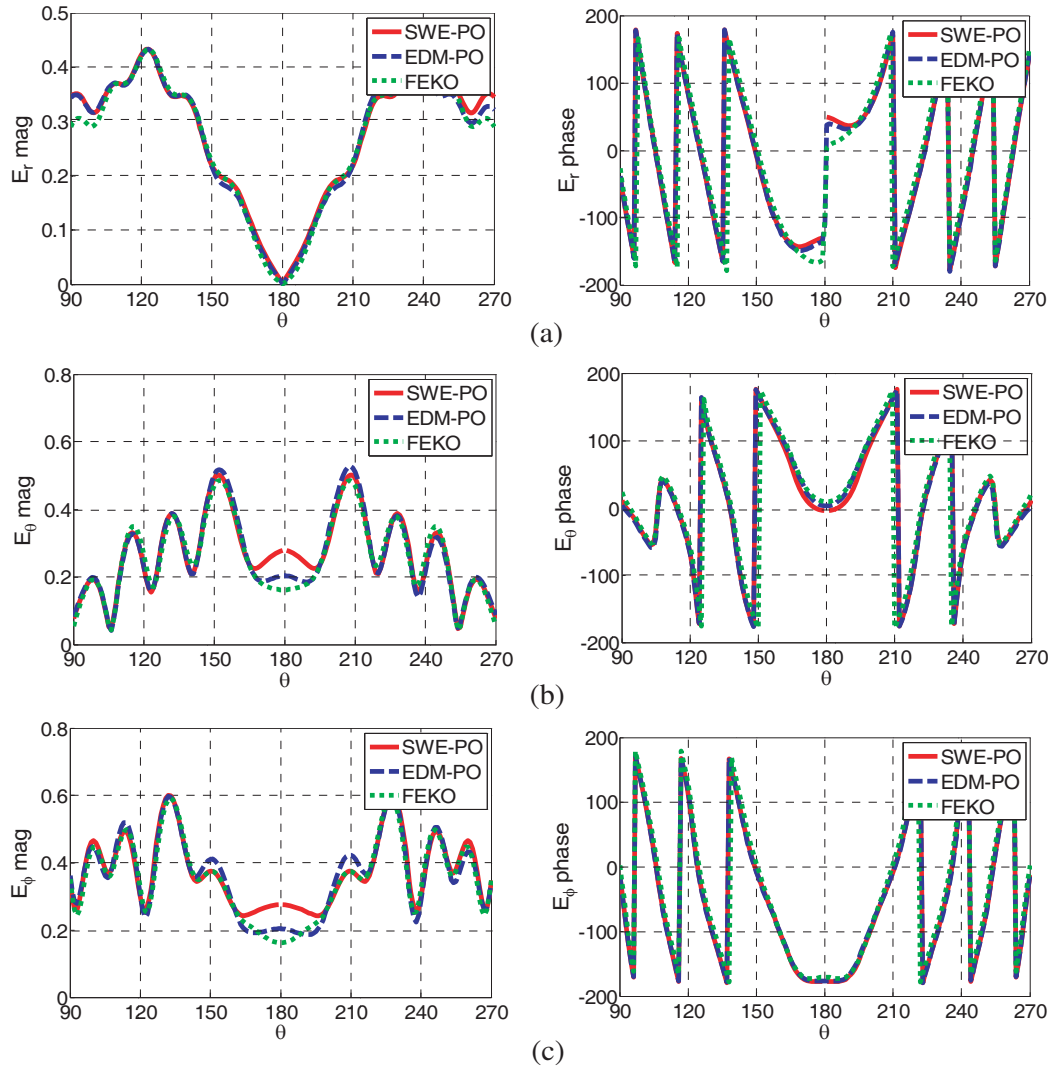 0.5
0.4
0.3
0.2
0.1
0
E_r mag
SWE-PO
EDM-PO
FEKO
90 120 150 180 210 240 270
θ
200
100
0
-100
-200
E_r phase
SWE-PO
EDM-PO
FEKO
90 120 150 180 210 240 270
θ
(a)
0.8
0.6
0.4
0.2
0
E_θ mag
SWE-PO
EDM-PO
FEKO
90 120 150 180 210 240 270
θ
200
100
0
-100
-200
E_θ phase
SWE-PO
EDM-PO
FEKO
90 120 150 180 210 240 270
θ
(b)
0.8
0.6
0.4
0.2
0
E_ϕ mag
SWE-PO
EDM-PO
FEKO
90 120 150 180 210 240 270
θ
200
100
0
-100
-200
E_ϕ phase
SWE-PO
EDM-PO
FEKO
90 120 150 180 210 240 270
θ
(c)